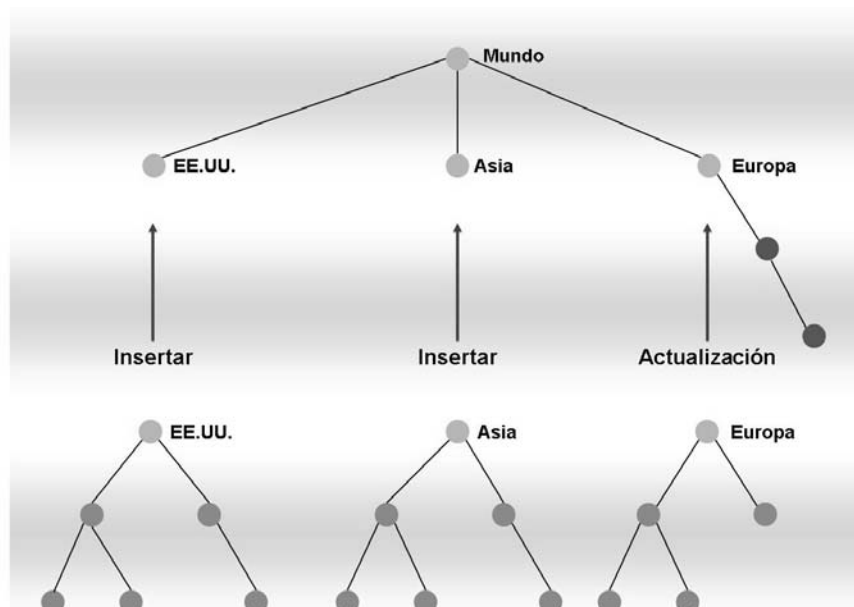 Mundo
EE.UU.
Asia
Europa
Insertar
Insertar
Actualización
EE.UU.
Asia
Europa